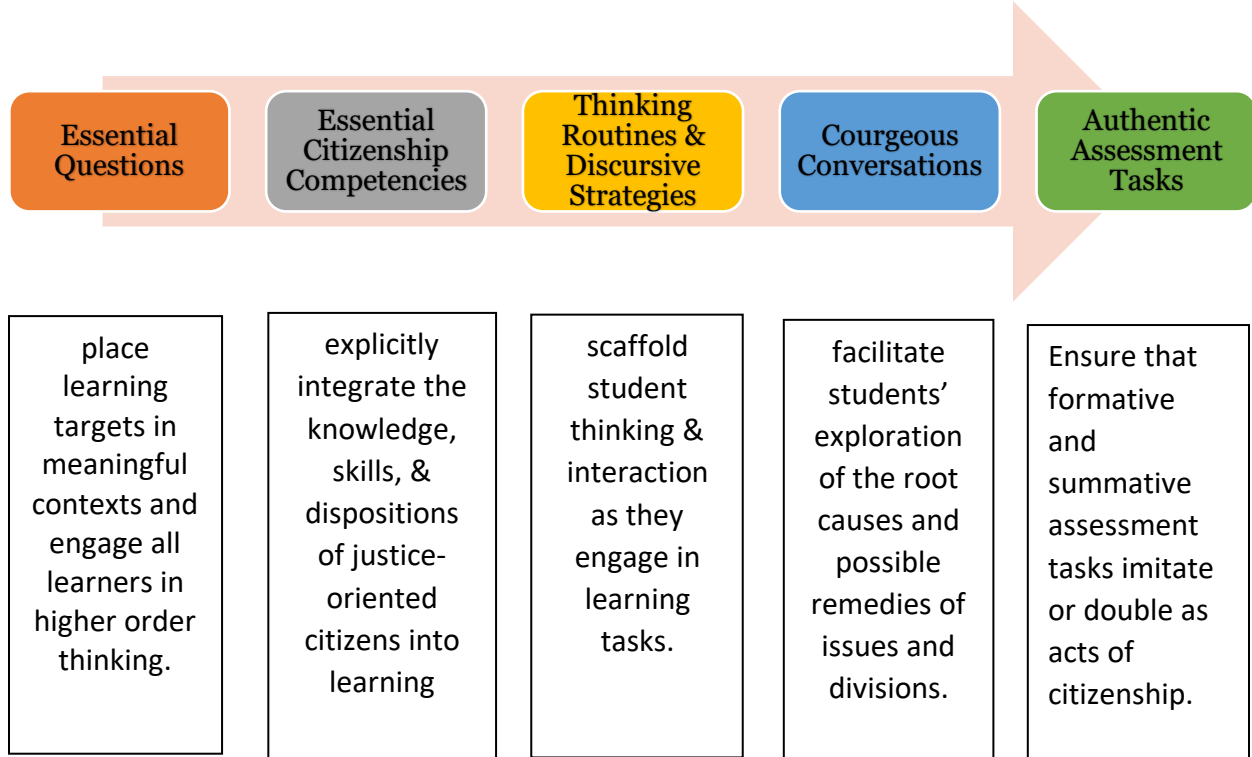 Essential
Questions
Essential
Citizenship
Competencies
Thinking
Routines &
Discursive
Strategies
Courgeous
Conversations
Authentic
Assessment
Tasks
place
learning
targets in
meaningful
contexts and
engage all
learners in
higher order
thinking.
explicitly
integrate the
knowledge,
skills, &
dispositions
of justice-
oriented
citizens into
learning
scaffold
student
thinking &
interaction
as they
engage in
learning
tasks.
facilitate
students’
exploration
of the root
causes and
possible
remedies of
issues and
divisions.
Ensure that
formative
and
summative
assessment
tasks imitate
or double as
acts of
citizenship.